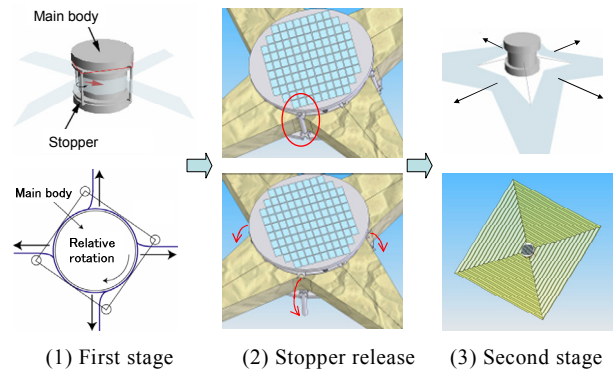 Main body
Stopper
Main body
Relative
rotation
(1) First stage
(2) Stopper release
(3) Second stage